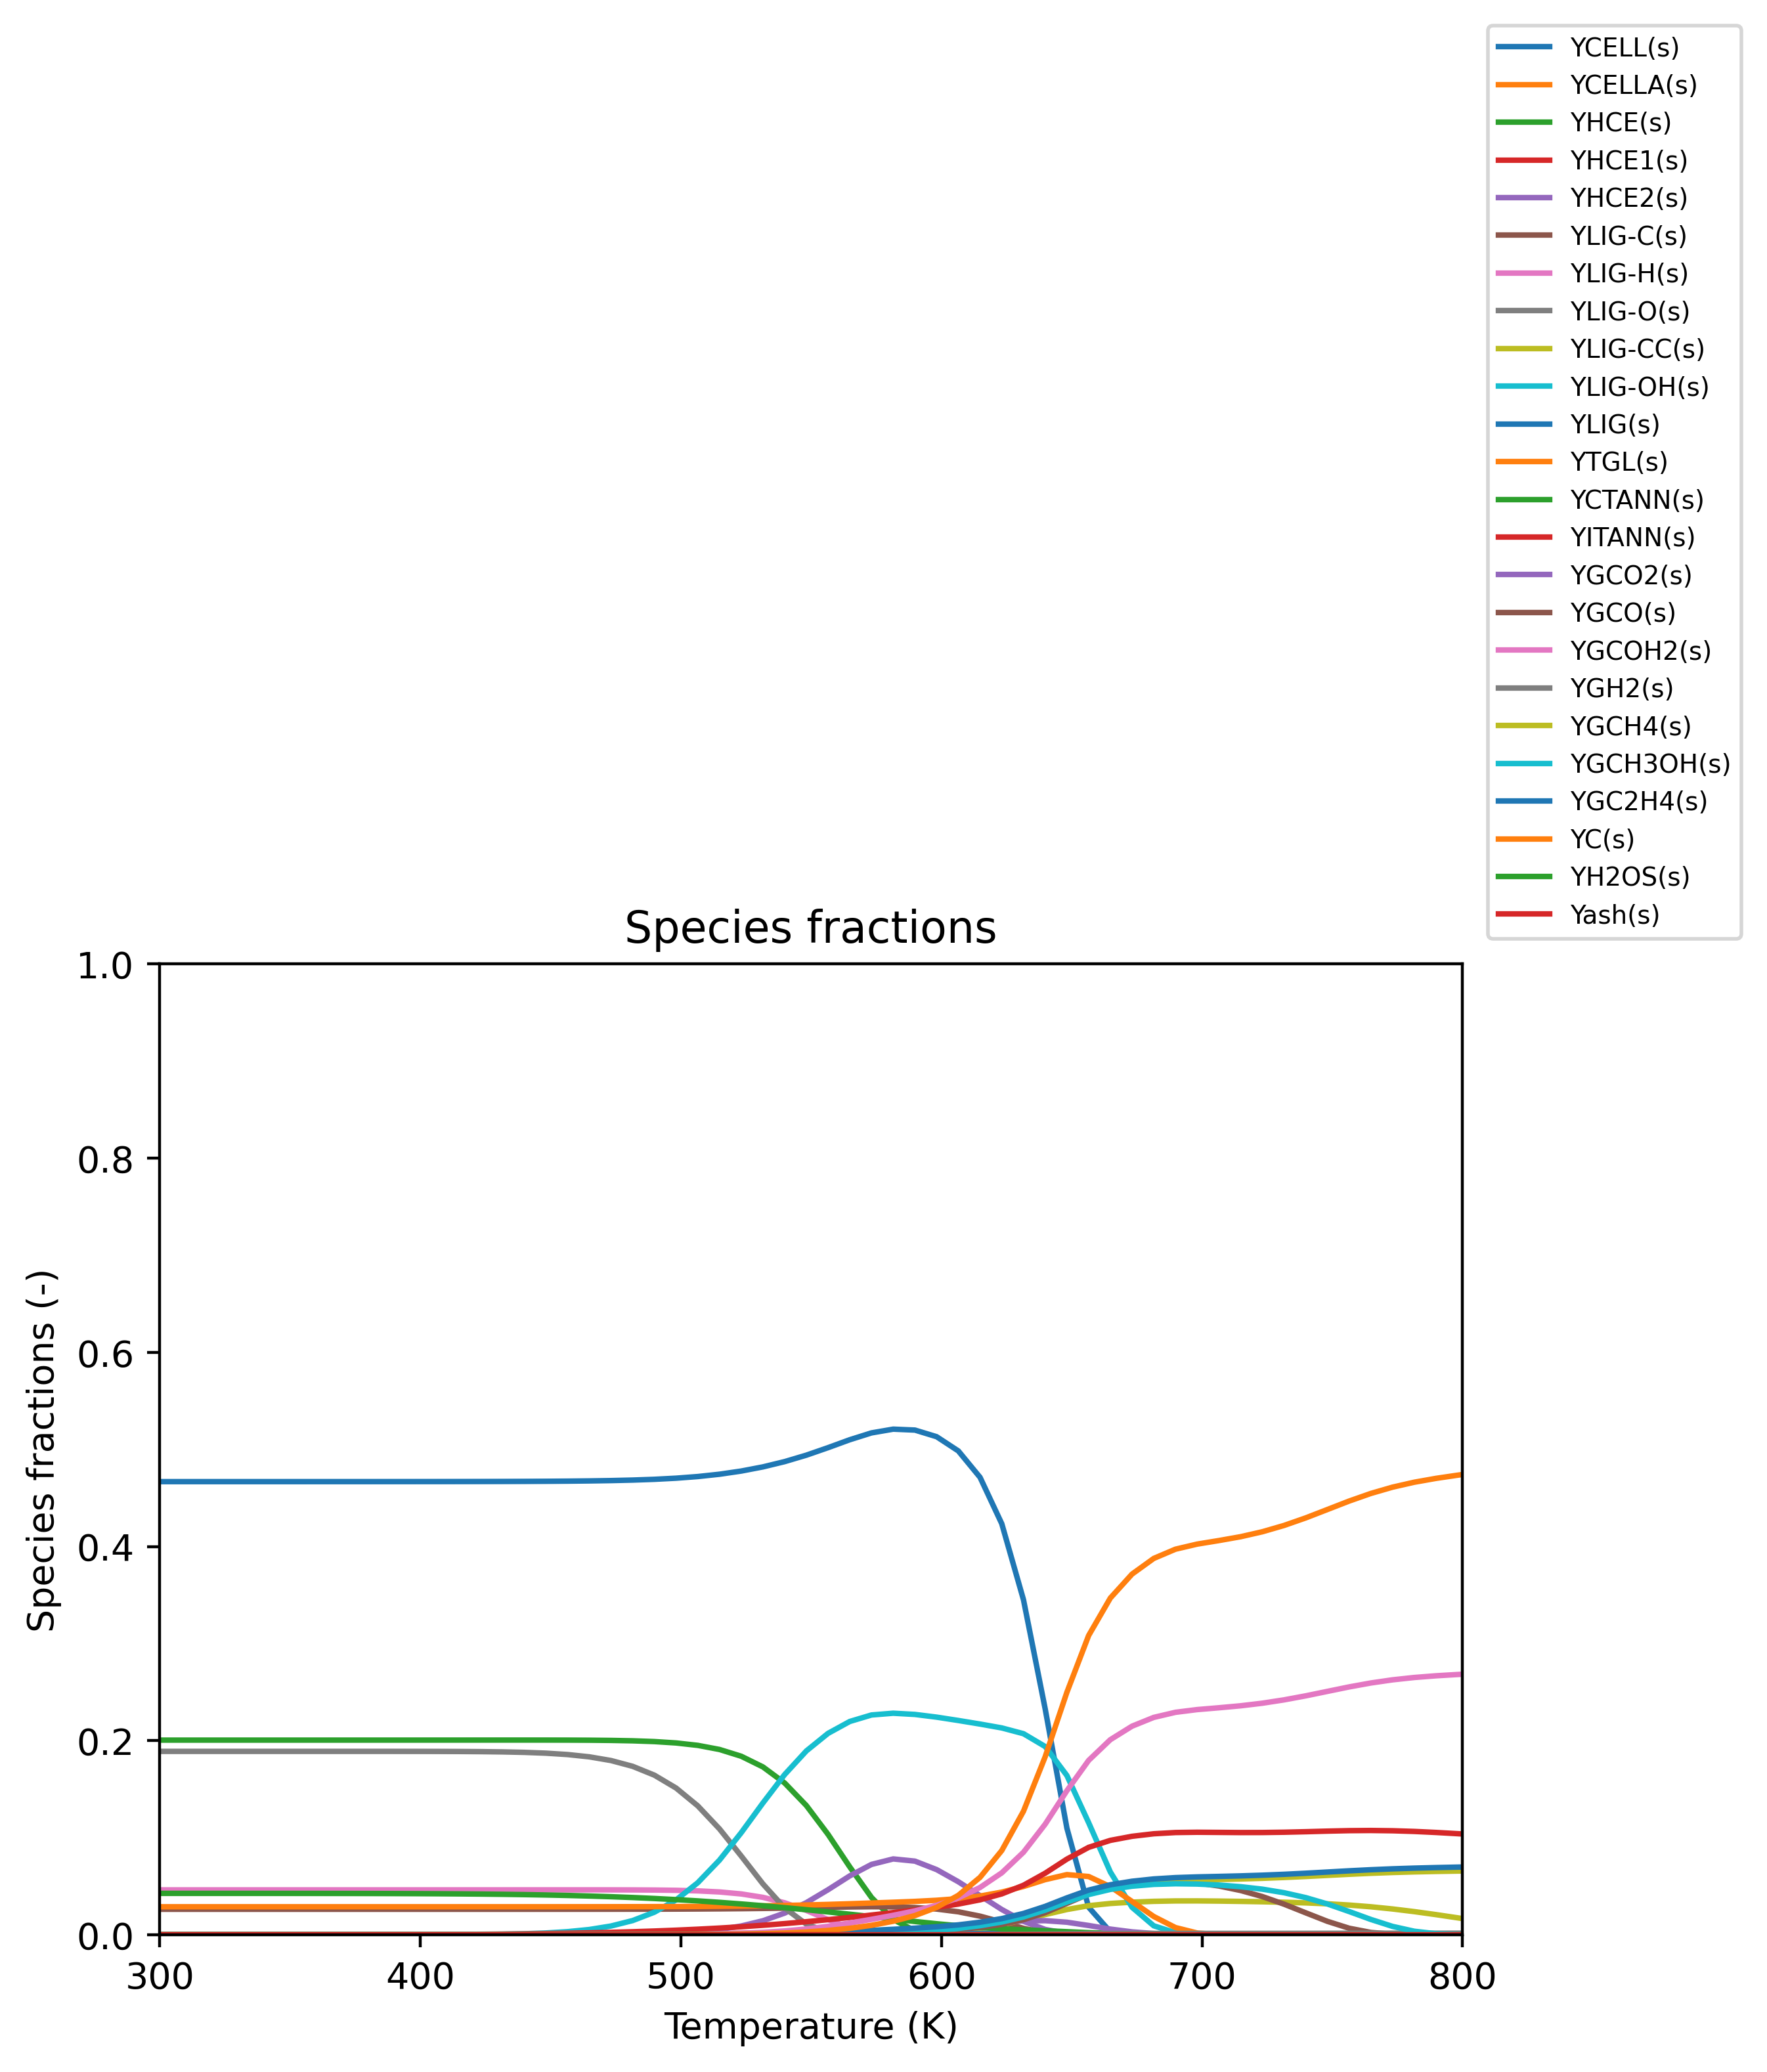 YCELL(s)
YCELLA(s)
YHCE(s)
YHCE1(s)
YHCE2(s)
YLIG-C(s)
YLIG-H(s)
YLIG-O(s)
YLIG-CC(s)
YLIG-OH(s)
YLIG(s)
YTGL(s)
YCTANN(s)
YITANN(s)
YGCO2(s)
YGCO(s)
YGCOH2(s)
YGH2(s)
YGCH4(s)
YGCH3OH(s)
YGC2H4(s)
YC(s)
YH2OS(s)
Yash(s)
Species fractions
1.0
0.8
0.6
0.4
0.2
0.0
Species fractions (-)
300 400 500 600 700 800
Temperature (K)